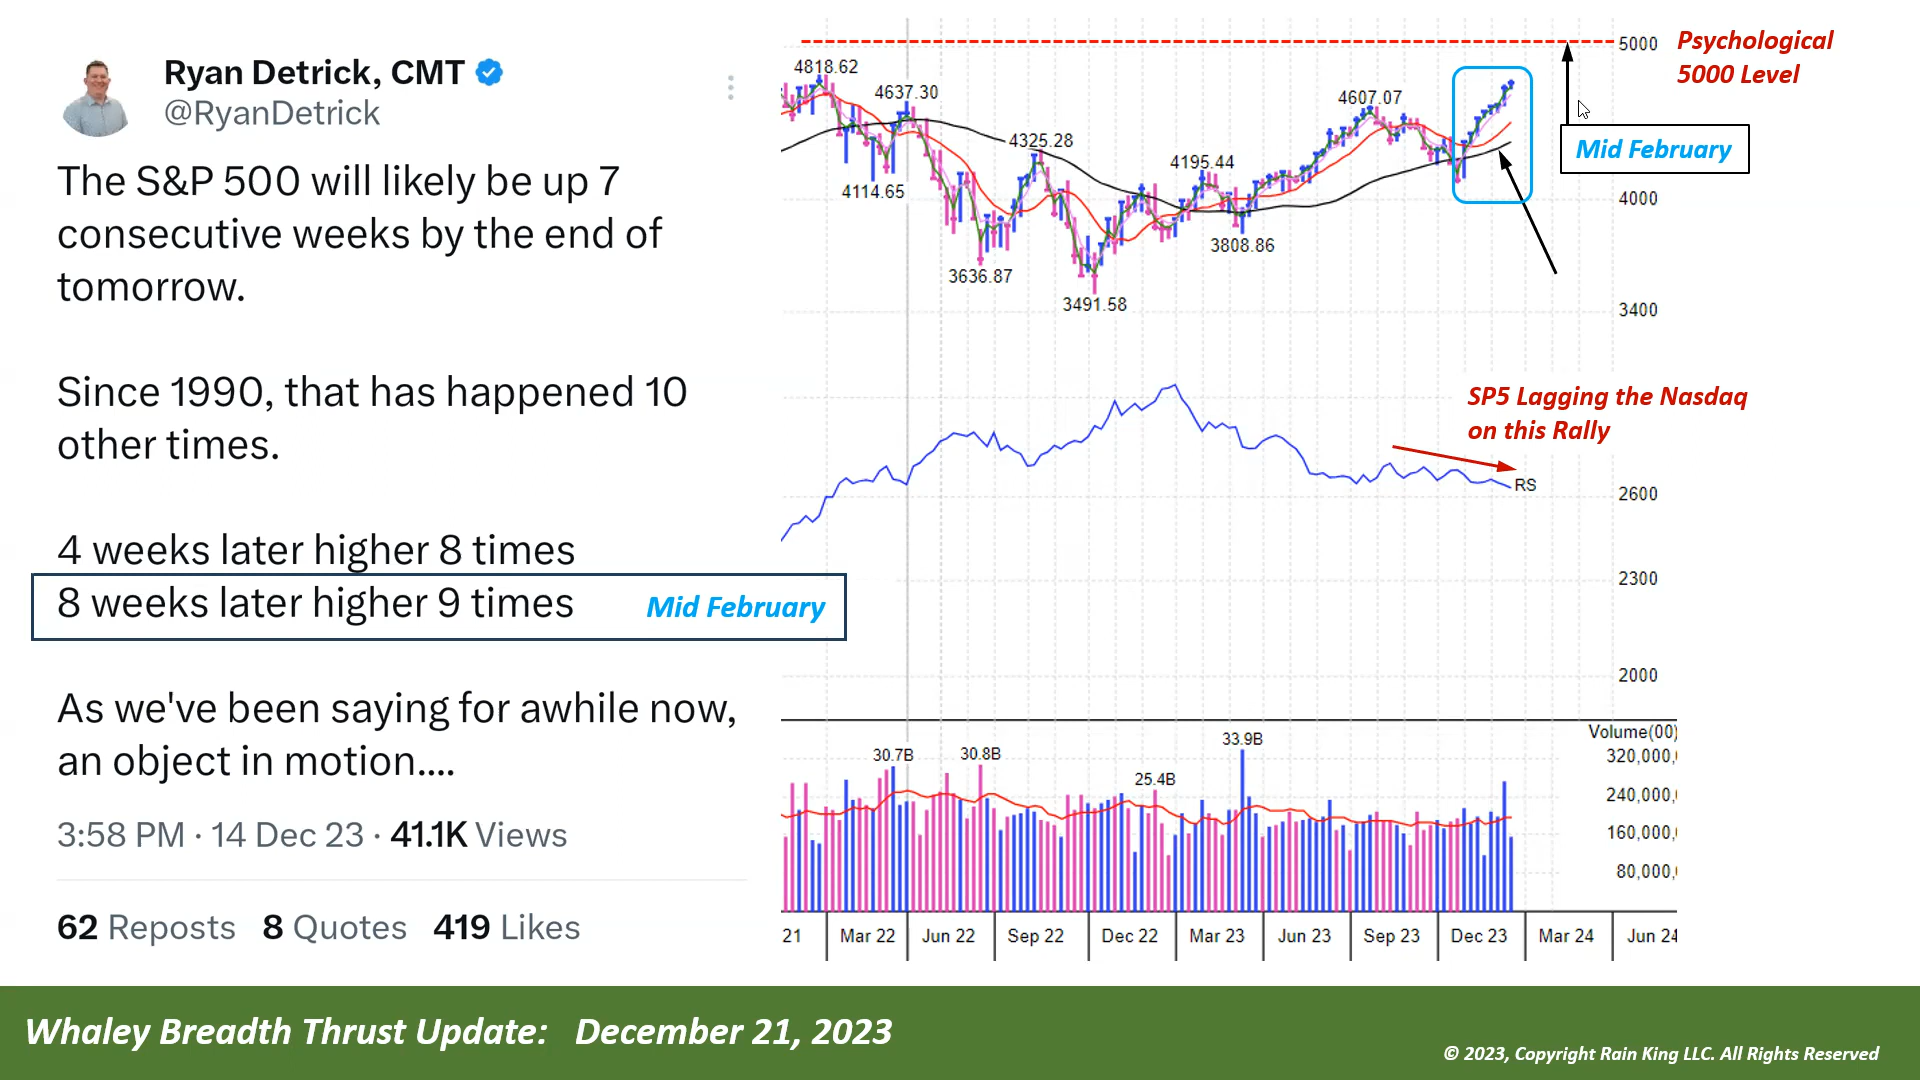 Ryan Detrick, CMT
@RyanDetrick
The S&P 500 will likely be up 7
consecutive weeks by the end of
tomorrow.
Since 1990, that has happened 10
other times.
4 weeks later higher 8 times
8 weeks later higher 9 times
Mid February
As we've been saying for awhile now,
an object in motion....
3:58 PM · 14 Dec 23 · 41.1K Views
62 Reposts 8 Quotes 419 Likes
4818.62
4637.30
4114.65
4325.28
3636.87
3491.58
4195.44
3808.86
4607.07
5000
4000
3400
2600
2300
2000
Psychological
5000 Level
Mid February
SP5 Lagging the Nasdaq
on this Rally
RS
Volume(00)
320,000,
240,000,
160,000,
80,000,
30.7B
30.8B
25.4B
33.9B
21 Mar 22 Jun 22 Sep 22 Dec 22 Mar 23 Jun 23 Sep 23 Dec 23 Mar 24 Jun 24
Whaley Breadth Thrust Update: December 21, 2023
© 2023, Copyright Rain King LLC. All Rights Reserved